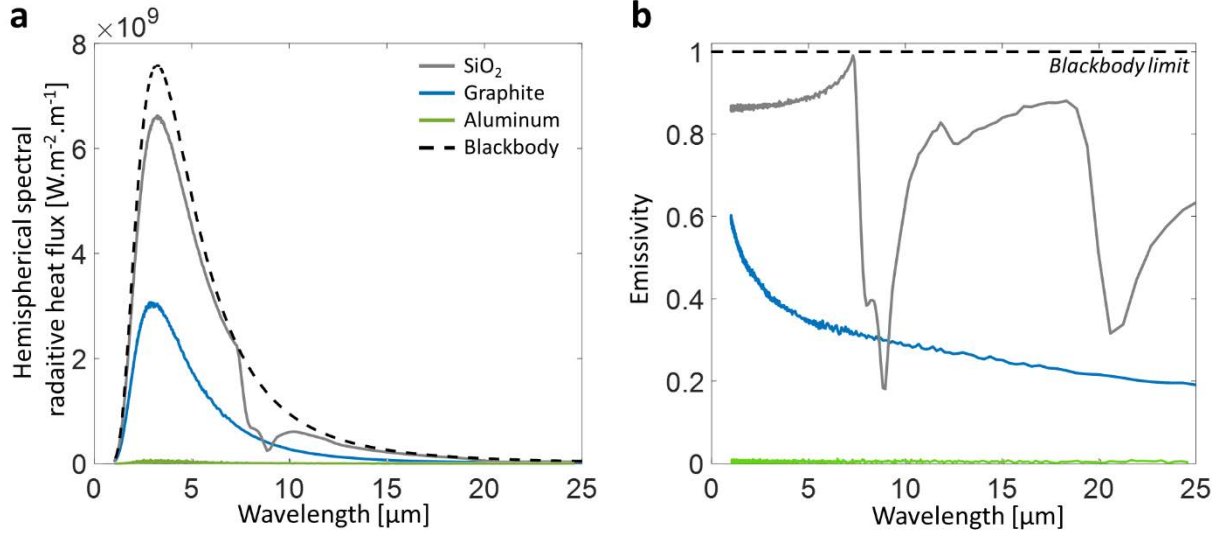 a
×10⁹
Hemispherical spectral
radaitive heat flux [W.m⁻².m⁻¹]
8
6
4
2
0
SiO₂
Graphite
Aluminum
Blackbody
0 5 10 15 20 25
Wavelength [µm]
b
Emissivity
1
0.8
0.6
0.4
0.2
0
Blackbody limit
0 5 10 15 20 25
Wavelength [µm]